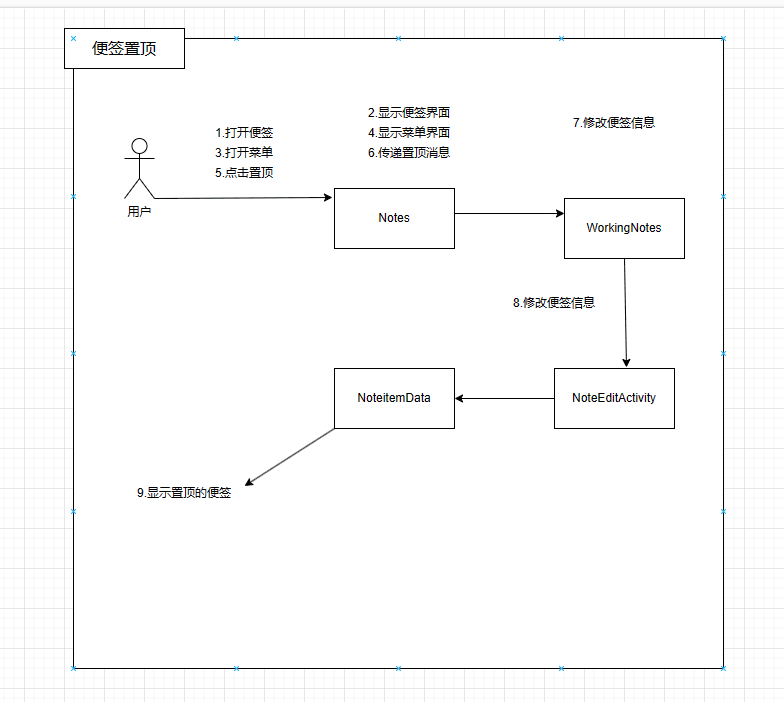 便签置顶
1.打开便签
3.打开菜单
5.点击置顶
2.显示便签界面
4.显示菜单界面
6.传递置顶消息
7.修改便签信息
用户
Notes
WorkingNotes
8.修改便签信息
NoteitemData
NoteEditActivity
9.显示置顶的便签